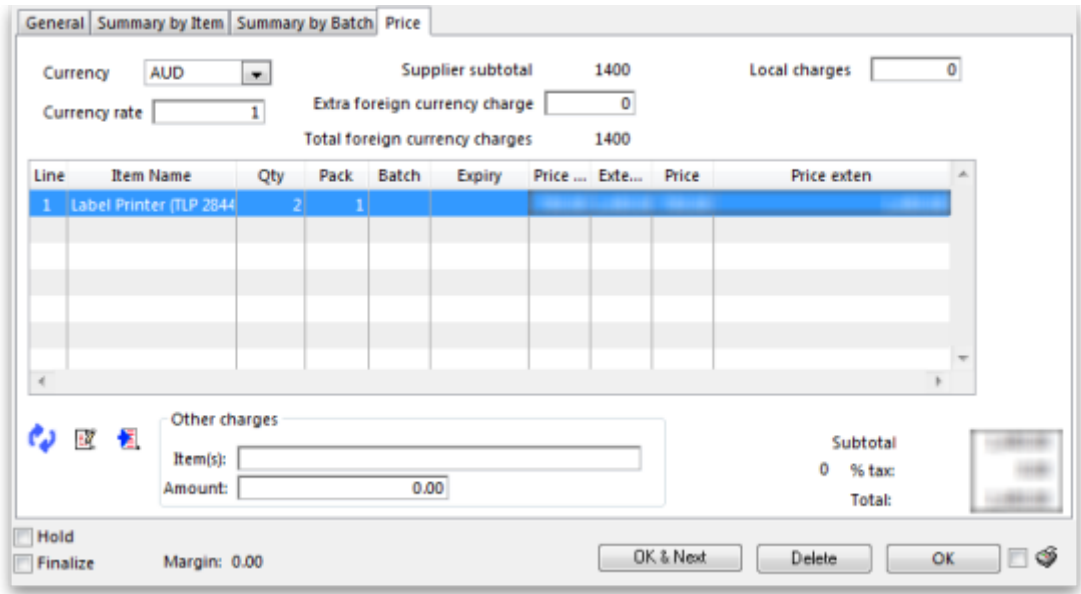 General Summary by Item Summary by Batch Price
Currency AUD Supplier subtotal 1400 Local charges 0
Currency rate 1 Extra foreign currency charge 0
Total foreign currency charges 1400
Line Item Name Qty Pack Batch Expiry Price ... Exte... Price Price exten
1 Label Printer (TLP 2844 2 1
Other charges
Item(s):
Amount: 0.00
Subtotal
0 % tax:
Total:
Hold
Finalize Margin: 0.00 OK & Next Delete OK